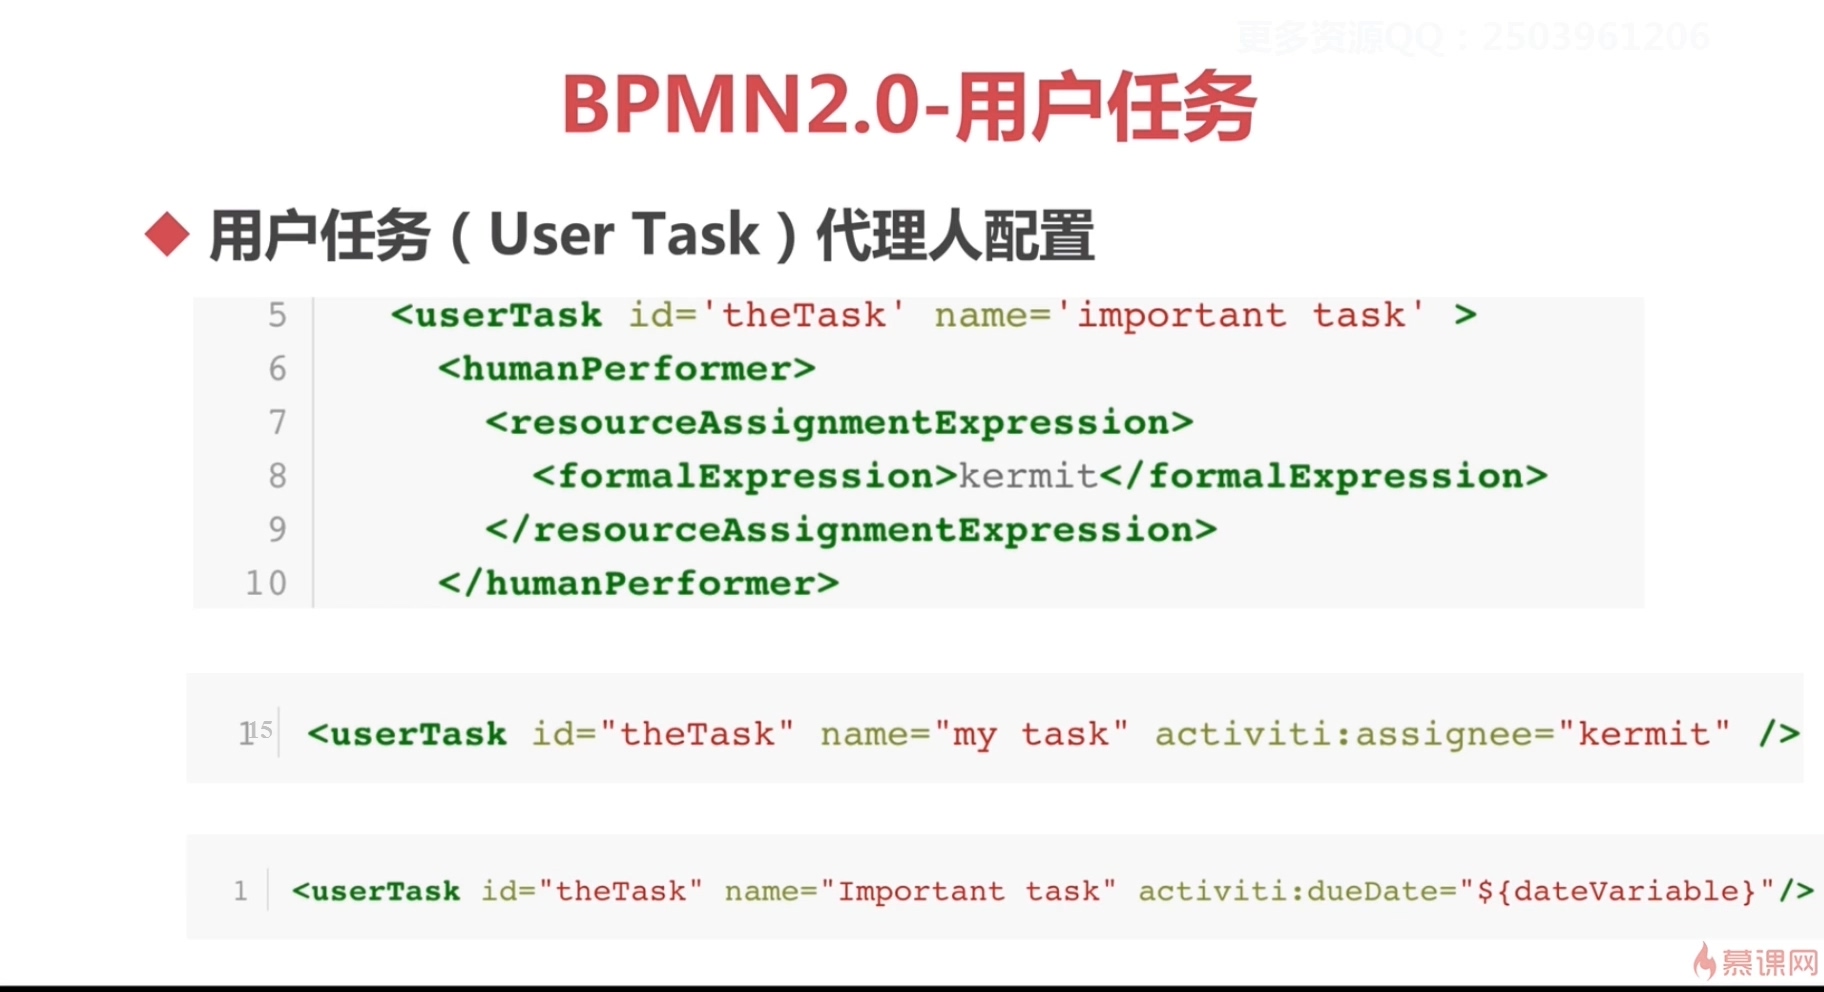 更多资源QQ：2503961206
BPMN2.0-用户任务
用户任务（User Task）代理人配置
5 <userTask id='theTask' name='important task' >
6 <humanPerformer>
7 <resourceAssignmentExpression>
8 <formalExpression>kermit</formalExpression>
9 </resourceAssignmentExpression>
10 </humanPerformer>
1 15 <userTask id="theTask" name="my task" activiti:assignee="kermit" />
1 <userTask id="theTask" name="Important task" activiti:dueDate="${dateVariable}"/>
慕课网